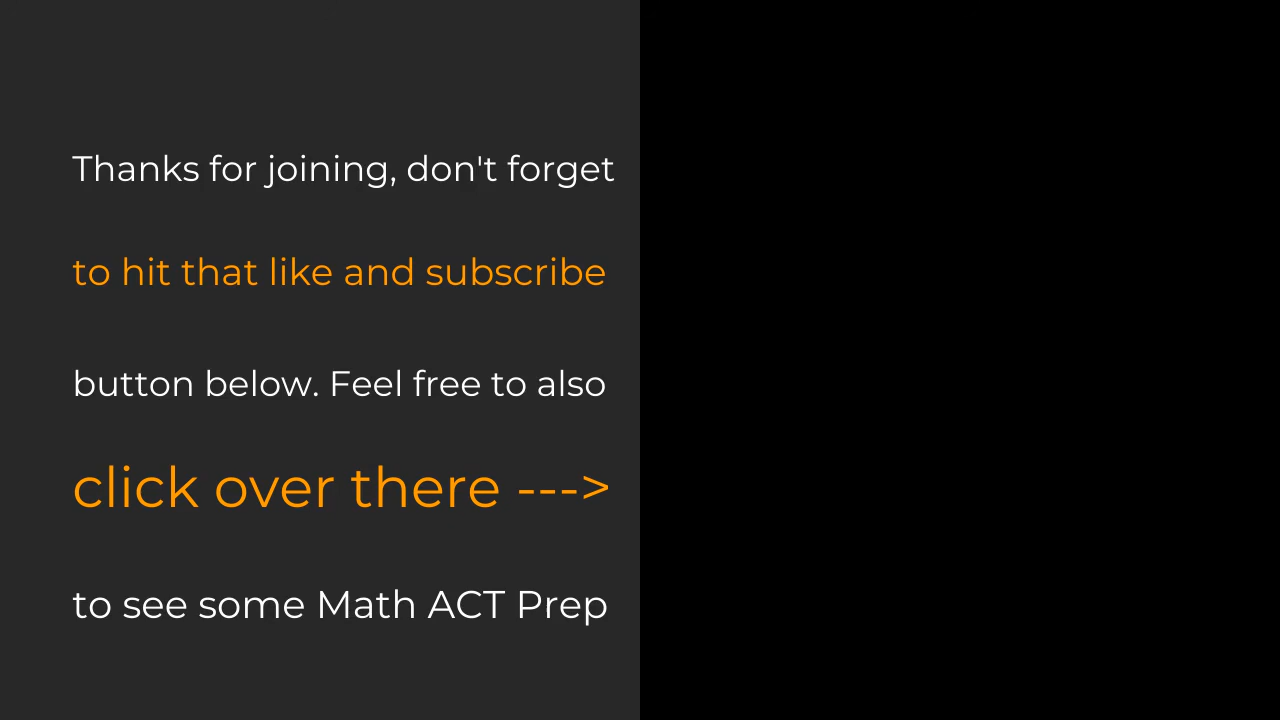 Thanks for joining, don't forget
to hit that like and subscribe
button below. Feel free to also
click over there --->
to see some Math ACT Prep